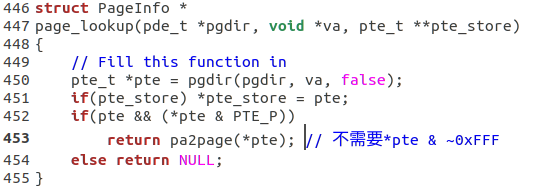 446 struct PageInfo *
447 page_lookup(pde_t *pgdir, void *va, pte_t **pte_store)
448 {
449     // Fill this function in
450     pte_t *pte = pgdir(pgdir, va, false);
451     if(pte_store) *pte_store = pte;
452     if(pte && (*pte & PTE_P))
453         return pa2page(*pte); // 不需要*pte & ~0xFFF
454     else return NULL;
455 }